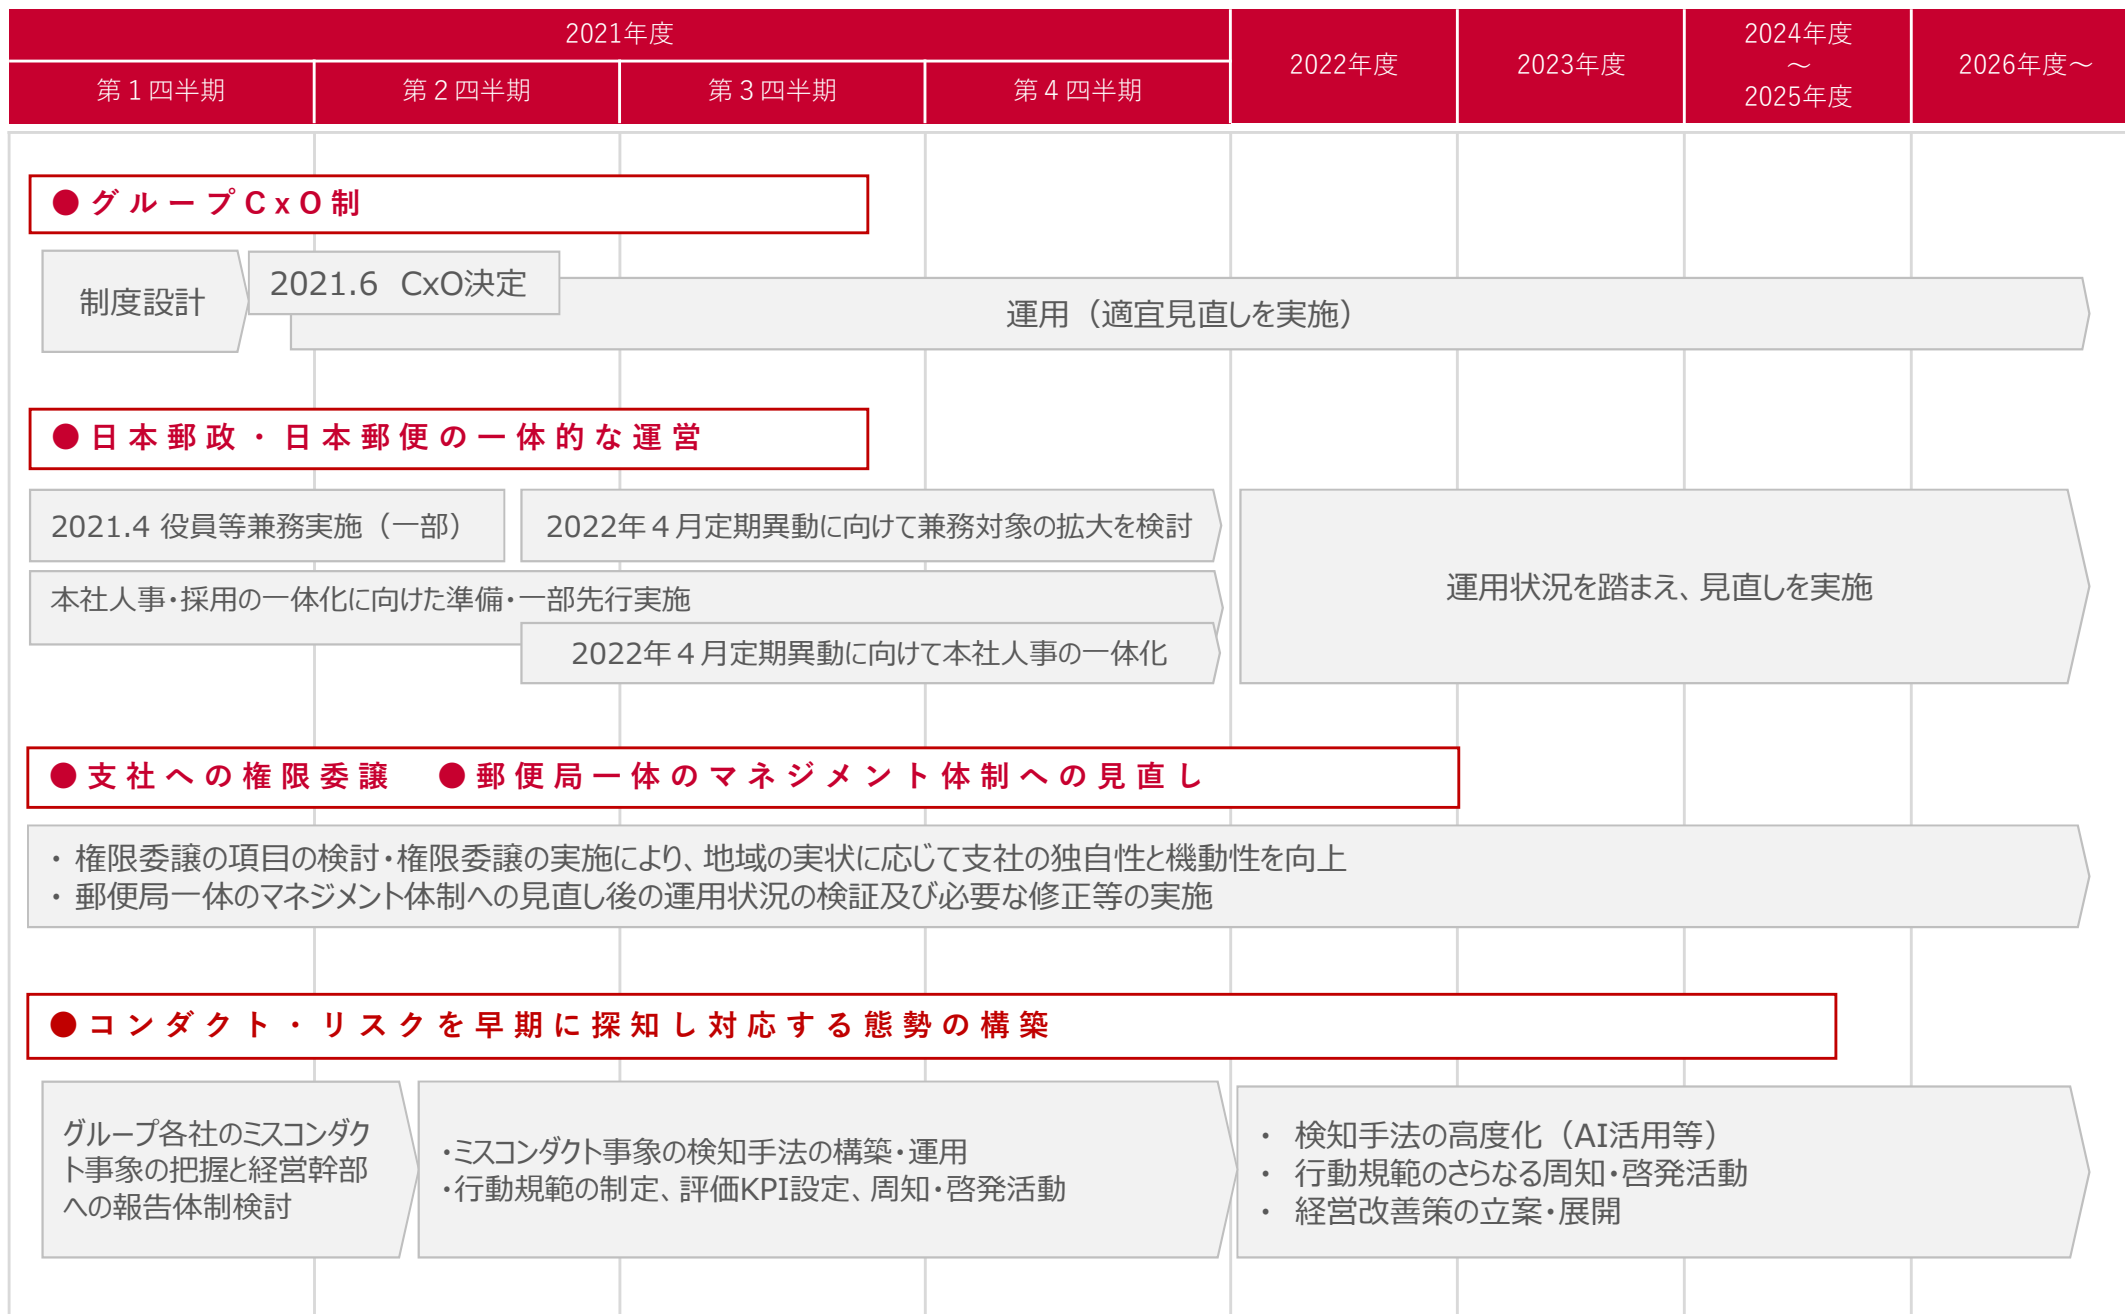 2021年度
2022年度
2023年度
2024年度
～
2025年度
2026年度～
第１四半期
第２四半期
第３四半期
第４四半期
●グループCxO制
制度設計
2021.6 CxO決定
運用（適宜見直しを実施）
●日本郵政・日本郵便の一体的な運営
2021.4 役員等兼務実施（一部）
2022年４月定期異動に向けて兼務対象の拡大を検討
本社人事・採用の一体化に向けた準備・一部先行実施
2022年４月定期異動に向けて本社人事の一体化
運用状況を踏まえ、見直しを実施
●支社への権限委譲 ●郵便局一体のマネジメント体制への見直し
・ 権限委譲の項目の検討・権限委譲の実施により、地域の実状に応じて支社の独自性と機動性を向上
・ 郵便局一体のマネジメント体制への見直し後の運用状況の検証及び必要な修正等の実施
●コンダクト・リスクを早期に探知し対応する態勢の構築
グループ各社のミスコンダク
ト事象の把握と経営幹部
への報告体制検討
・ミスコンダクト事象の検知手法の構築・運用
・行動規範の制定、評価KPI設定、周知・啓発活動
・ 検知手法の高度化（AI活用等）
・ 行動規範のさらなる周知・啓発活動
・ 経営改善策の立案・展開